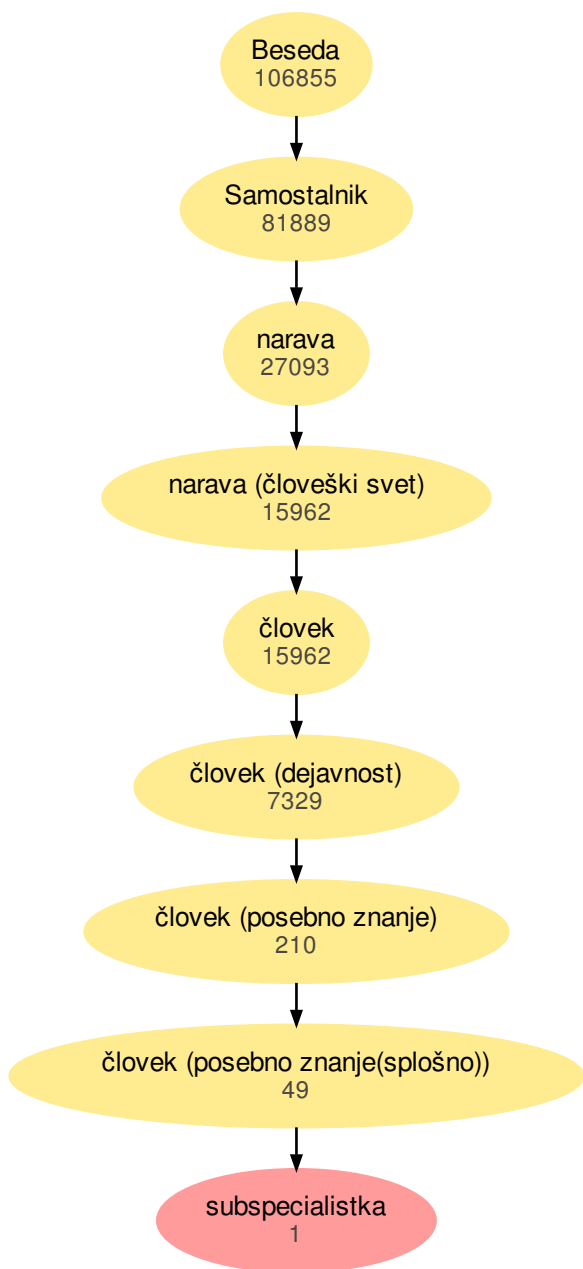 Beseda
106855
Samostalnik
81889
narava
27093
narava (človeški svet)
15962
človek
15962
človek (dejavnost)
7329
človek (posebno znanje)
210
človek (posebno znanje(splošno))
49
subspecialistka
1